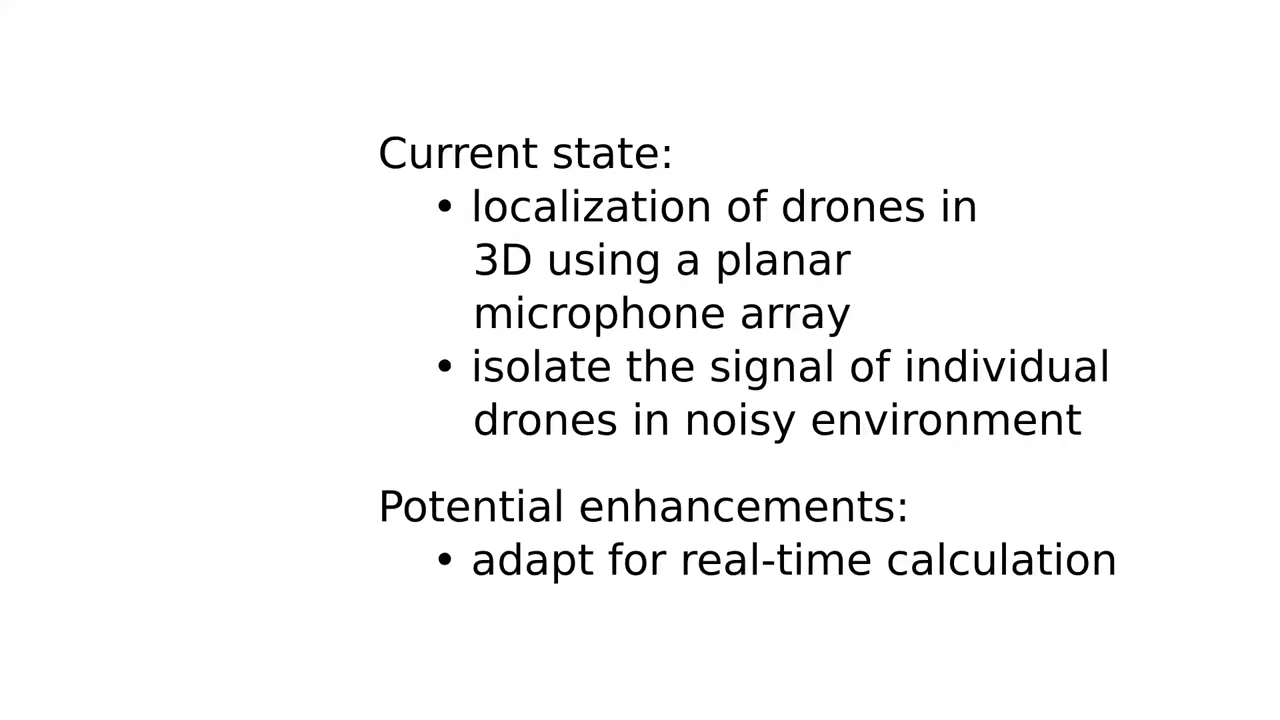 Current state:
• localization of drones in
3D using a planar
microphone array
• isolate the signal of individual
drones in noisy environment
Potential enhancements:
• adapt for real-time calculation